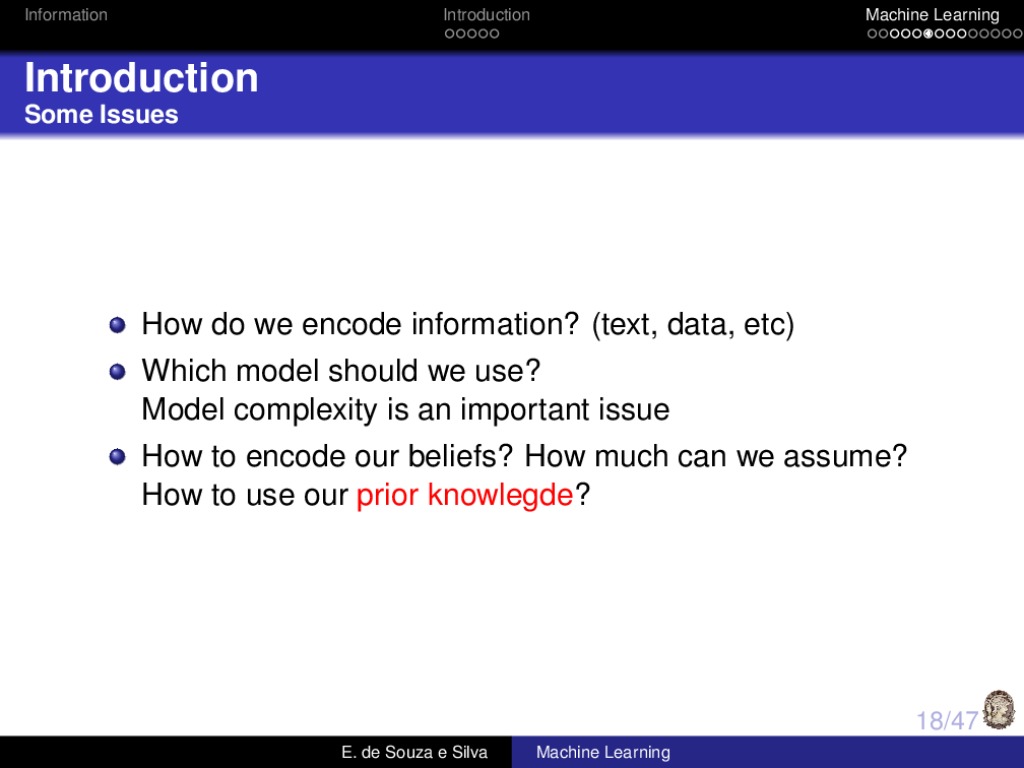 Information
Introduction
Machine Learning
Introduction
Some Issues
How do we encode information? (text, data, etc)
Which model should we use?
Model complexity is an important issue
How to encode our beliefs? How much can we assume?
How to use our prior knowlegde?
18/47
E. de Souza e Silva
Machine Learning